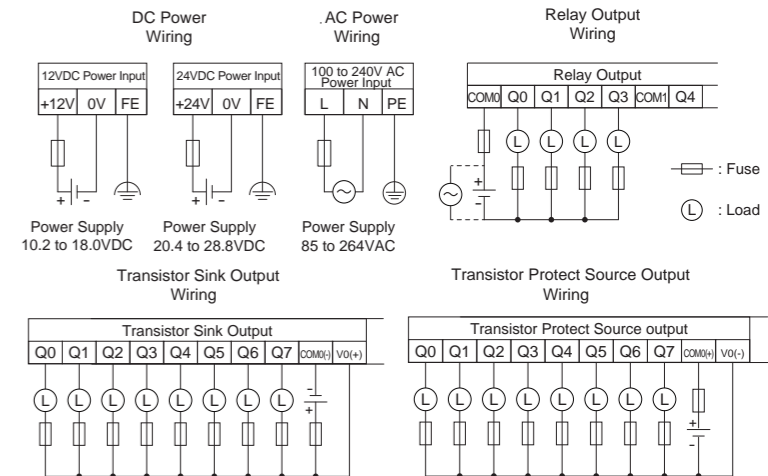 DC Power
Wiring
AC Power
Wiring
Relay Output
Wiring
12VDC Power Input
+12V 0V FE
24VDC Power Input
+24V 0V FE
100 to 240V AC
Power Input
L N PE
Relay Output
COM0 Q0 Q1 Q2 Q3 COM1 Q4
L L L L
+ -
+ -
+
-
: Fuse
L : Load
Power Supply
10.2 to 18.0VDC
Power Supply
20.4 to 28.8VDC
Power Supply
85 to 264VAC
Transistor Sink Output
Wiring
Transistor Sink Output
Q0 Q1 Q2 Q3 Q4 Q5 Q6 Q7 COM0(-) V0(+)
L L L L L L L L
-
+
Transistor Protect Source Output
Wiring
Transistor Protect Source output
Q0 Q1 Q2 Q3 Q4 Q5 Q6 Q7 COM0(+) V0(-)
L L L L L L L L
+
-